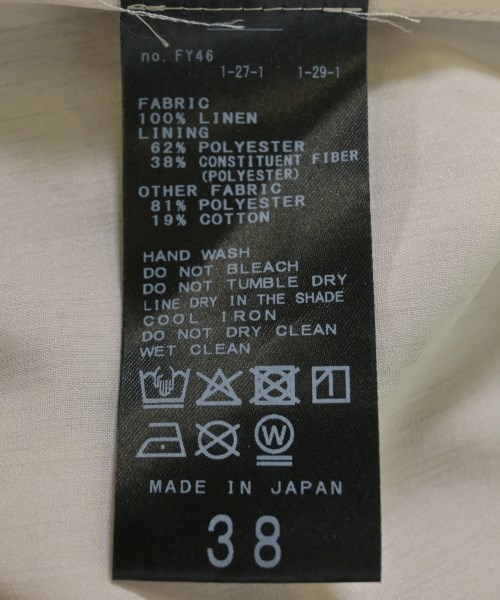 no. FY46
1-27-1 1-29-1
FABRIC
100% LINEN
LINING
62% POLYESTER
38% CONSTITUENT FIBER
(POLYESTER)
OTHER FABRIC
81% POLYESTER
19% COTTON
HAND WASH
DO NOT BLEACH
DO NOT TUMBLE DRY
LINE DRY IN THE SHADE
COOL IRON
DO NOT DRY CLEAN
WET CLEAN
W
MADE IN JAPAN
38